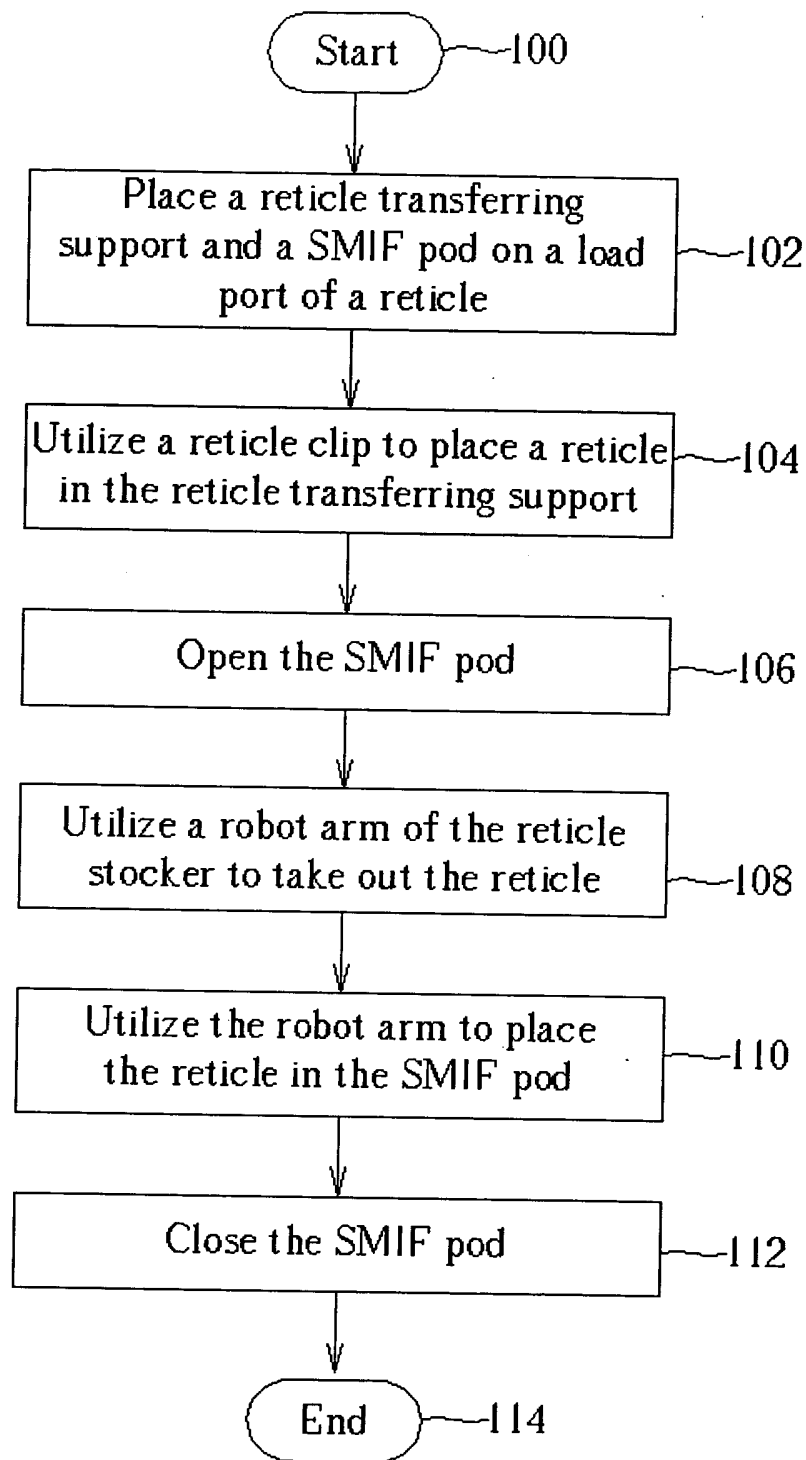 Start
100
Place a reticle transferring
support and a SMIF pod on a load
port of a reticle
102
Utilize a reticle clip to place a reticle
in the reticle transferring support
104
Open the SMIF pod
106
Utilize a robot arm of the reticle
stocker to take out the reticle
108
Utilize the robot arm to place
the reticle in the SMIF pod
110
Close the SMIF pod
112
End
114